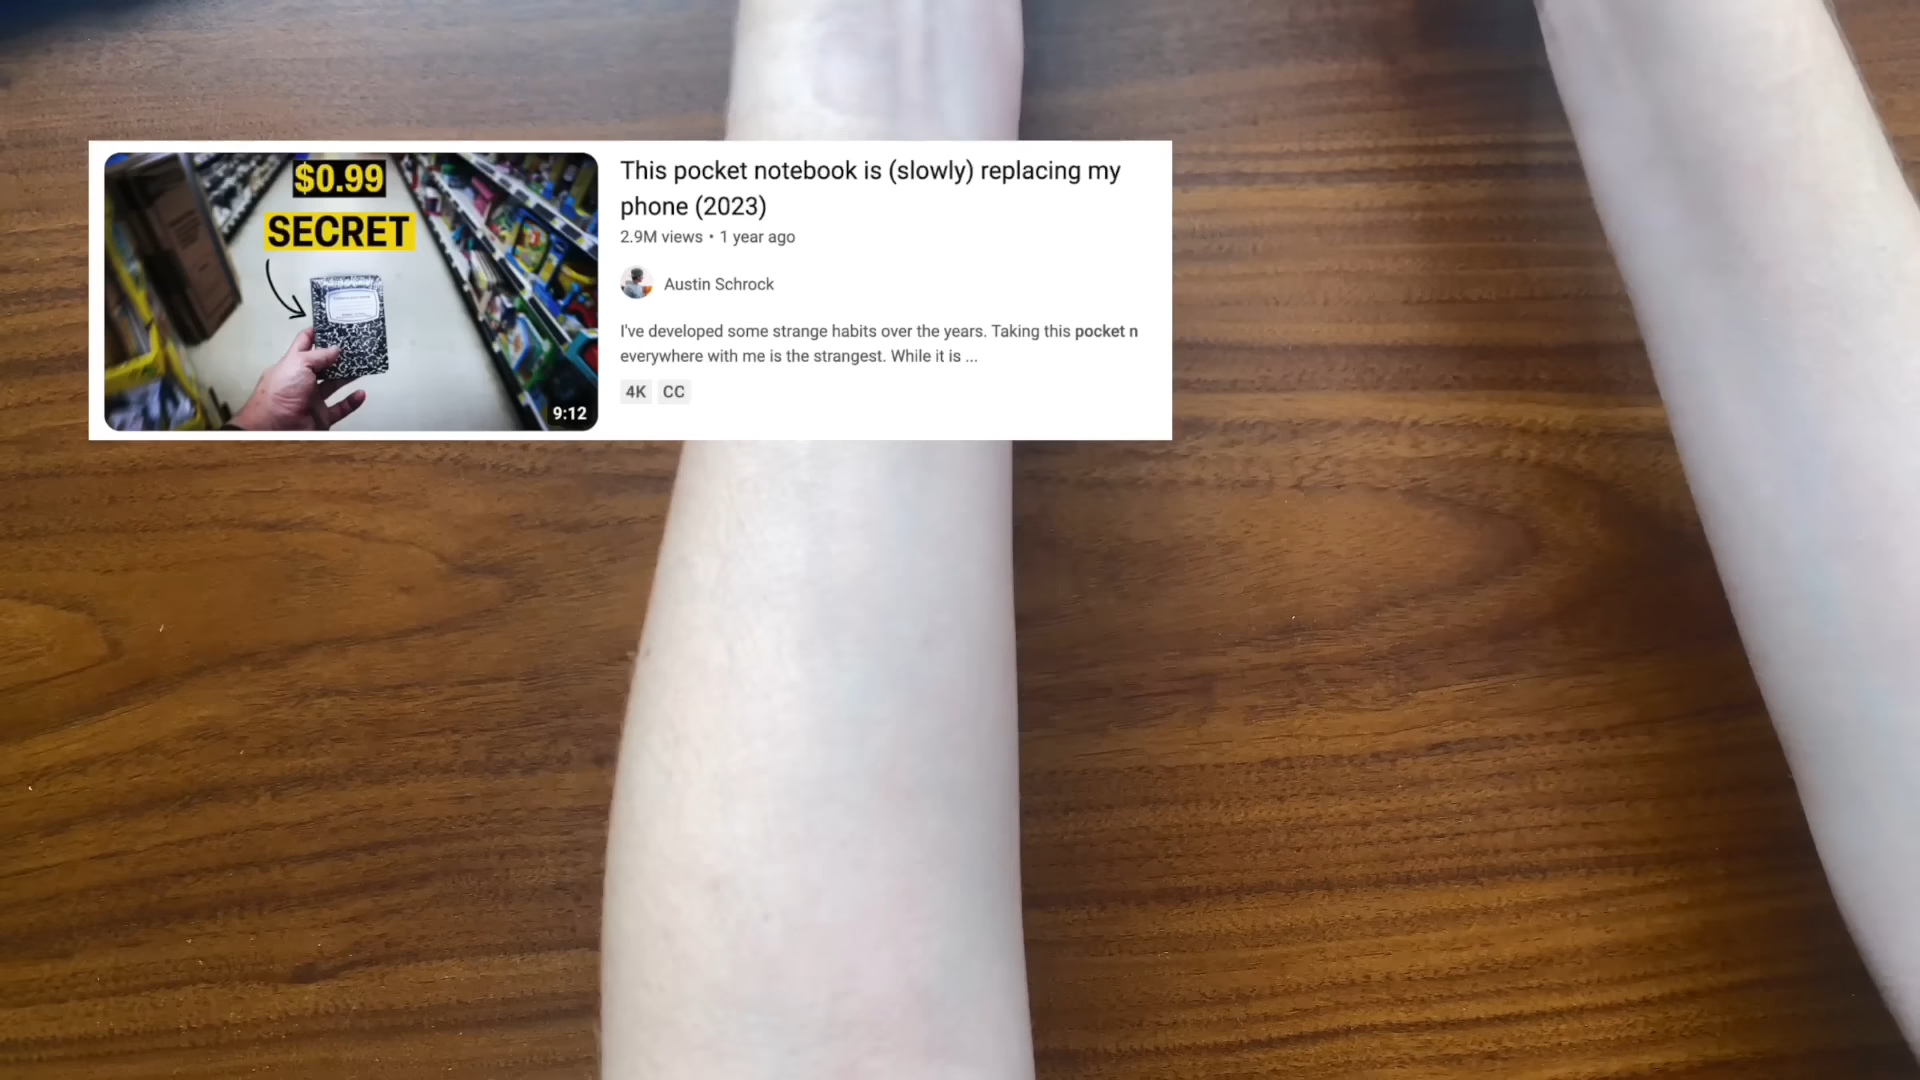 $0.99
SECRET
9:12
This pocket notebook is (slowly) replacing my
phone (2023)
2.9M views • 1 year ago
Austin Schrock
I've developed some strange habits over the years. Taking this pocket n
everywhere with me is the strangest. While it is ...
4K CC